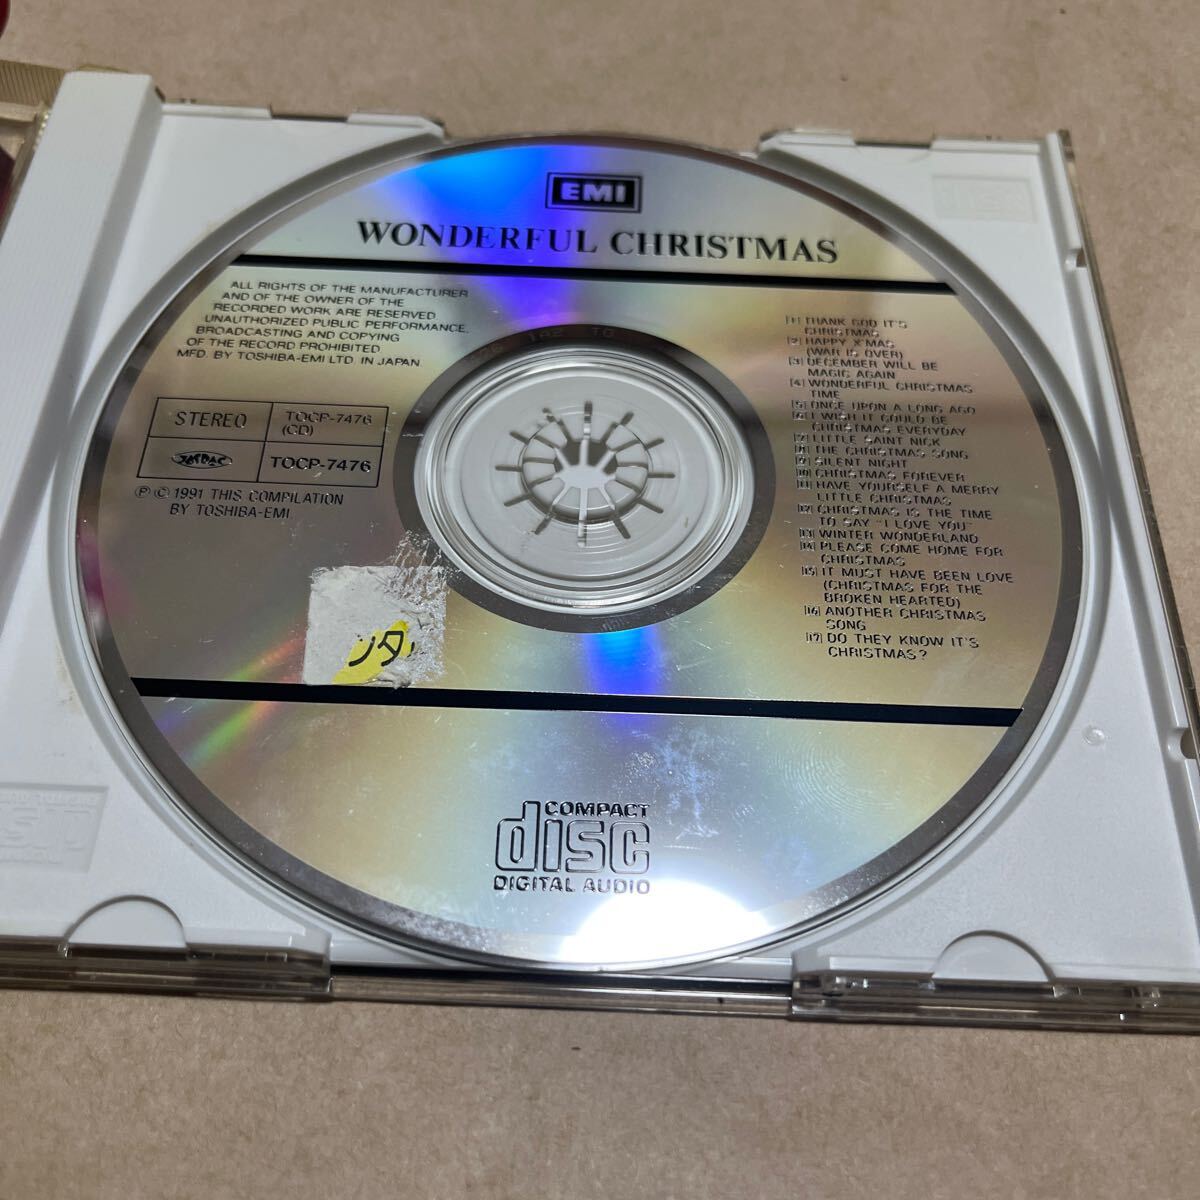 EMI
WONDERFUL CHRISTMAS
ALL RIGHTS OF THE MANUFACTURER
AND OF THE OWNER OF THE
RECORDED WORK ARE RESERVED
UNAUTHORIZED PUBLIC PERFORMANCE,
BROADCASTING AND COPYING
OF THE RECORD PROHIBITED
MFD. BY TOSHIBA-EMI LTD. IN JAPAN.
STEREO
TOCP-7476
(CD)
TOCP-7476
Ⓟ Ⓒ 1991 THIS COMPILATION
BY TOSHIBA-EMI
[1] THANK GOD IT'S
CHRISTMAS
[2] HAPPY X'MAS
(WAR IS OVER)
[3] DECEMBER WILL BE
MAGIC AGAIN
[4] WONDERFUL CHRISTMAS
TIME
[5] ONCE UPON A LONG AGO
[6] I WISH IT COULD BE
CHRISTMAS EVERYDAY
[7] LITTLE SAINT NICK
[8] THE CHRISTMAS SONG
[9] SILENT NIGHT
[10] CHRISTMAS FOREVER
[11] HAVE YOURSELF A MERRY
LITTLE CHRISTMAS
[12] CHRISTMAS IS THE TIME
TO SAY "I LOVE YOU"
[13] WINTER WONDERLAND
[14] PLEASE COME HOME FOR
CHRISTMAS
[15] IT MUST HAVE BEEN LOVE
(CHRISTMAS FOR THE
BROKEN HEARTED)
[16] ANOTHER CHRISTMAS
SONG
[17] DO THEY KNOW IT'S
CHRISTMAS?
ンタ
COMPACT
disc
DIGITAL AUDIO